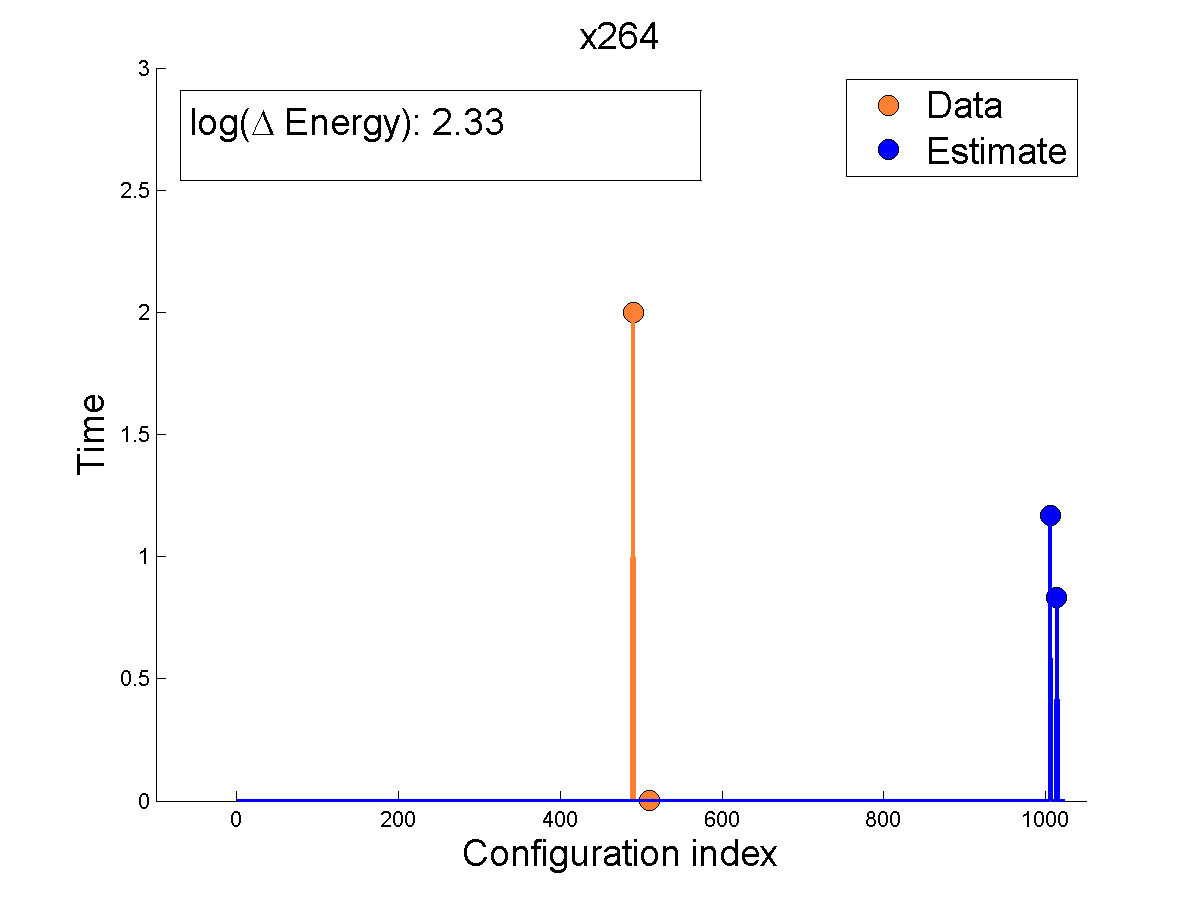 x264
log(Δ Energy): 2.33
Data
Estimate
3
2.5
2
1.5
1
0.5
0
Time
0 200 400 600 800 1000
Configuration index